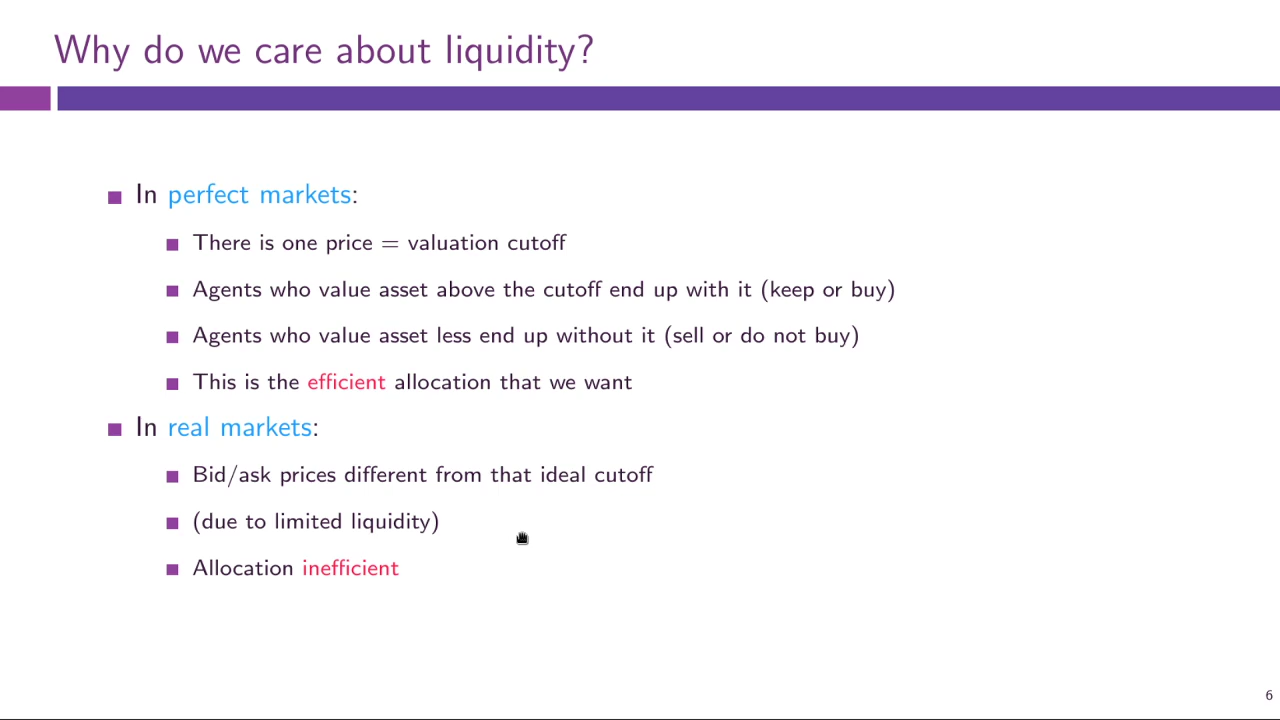 Why do we care about liquidity?
In perfect markets:
There is one price = valuation cutoff
Agents who value asset above the cutoff end up with it (keep or buy)
Agents who value asset less end up without it (sell or do not buy)
This is the efficient allocation that we want
In real markets:
Bid/ask prices different from that ideal cutoff
(due to limited liquidity)
Allocation inefficient
6